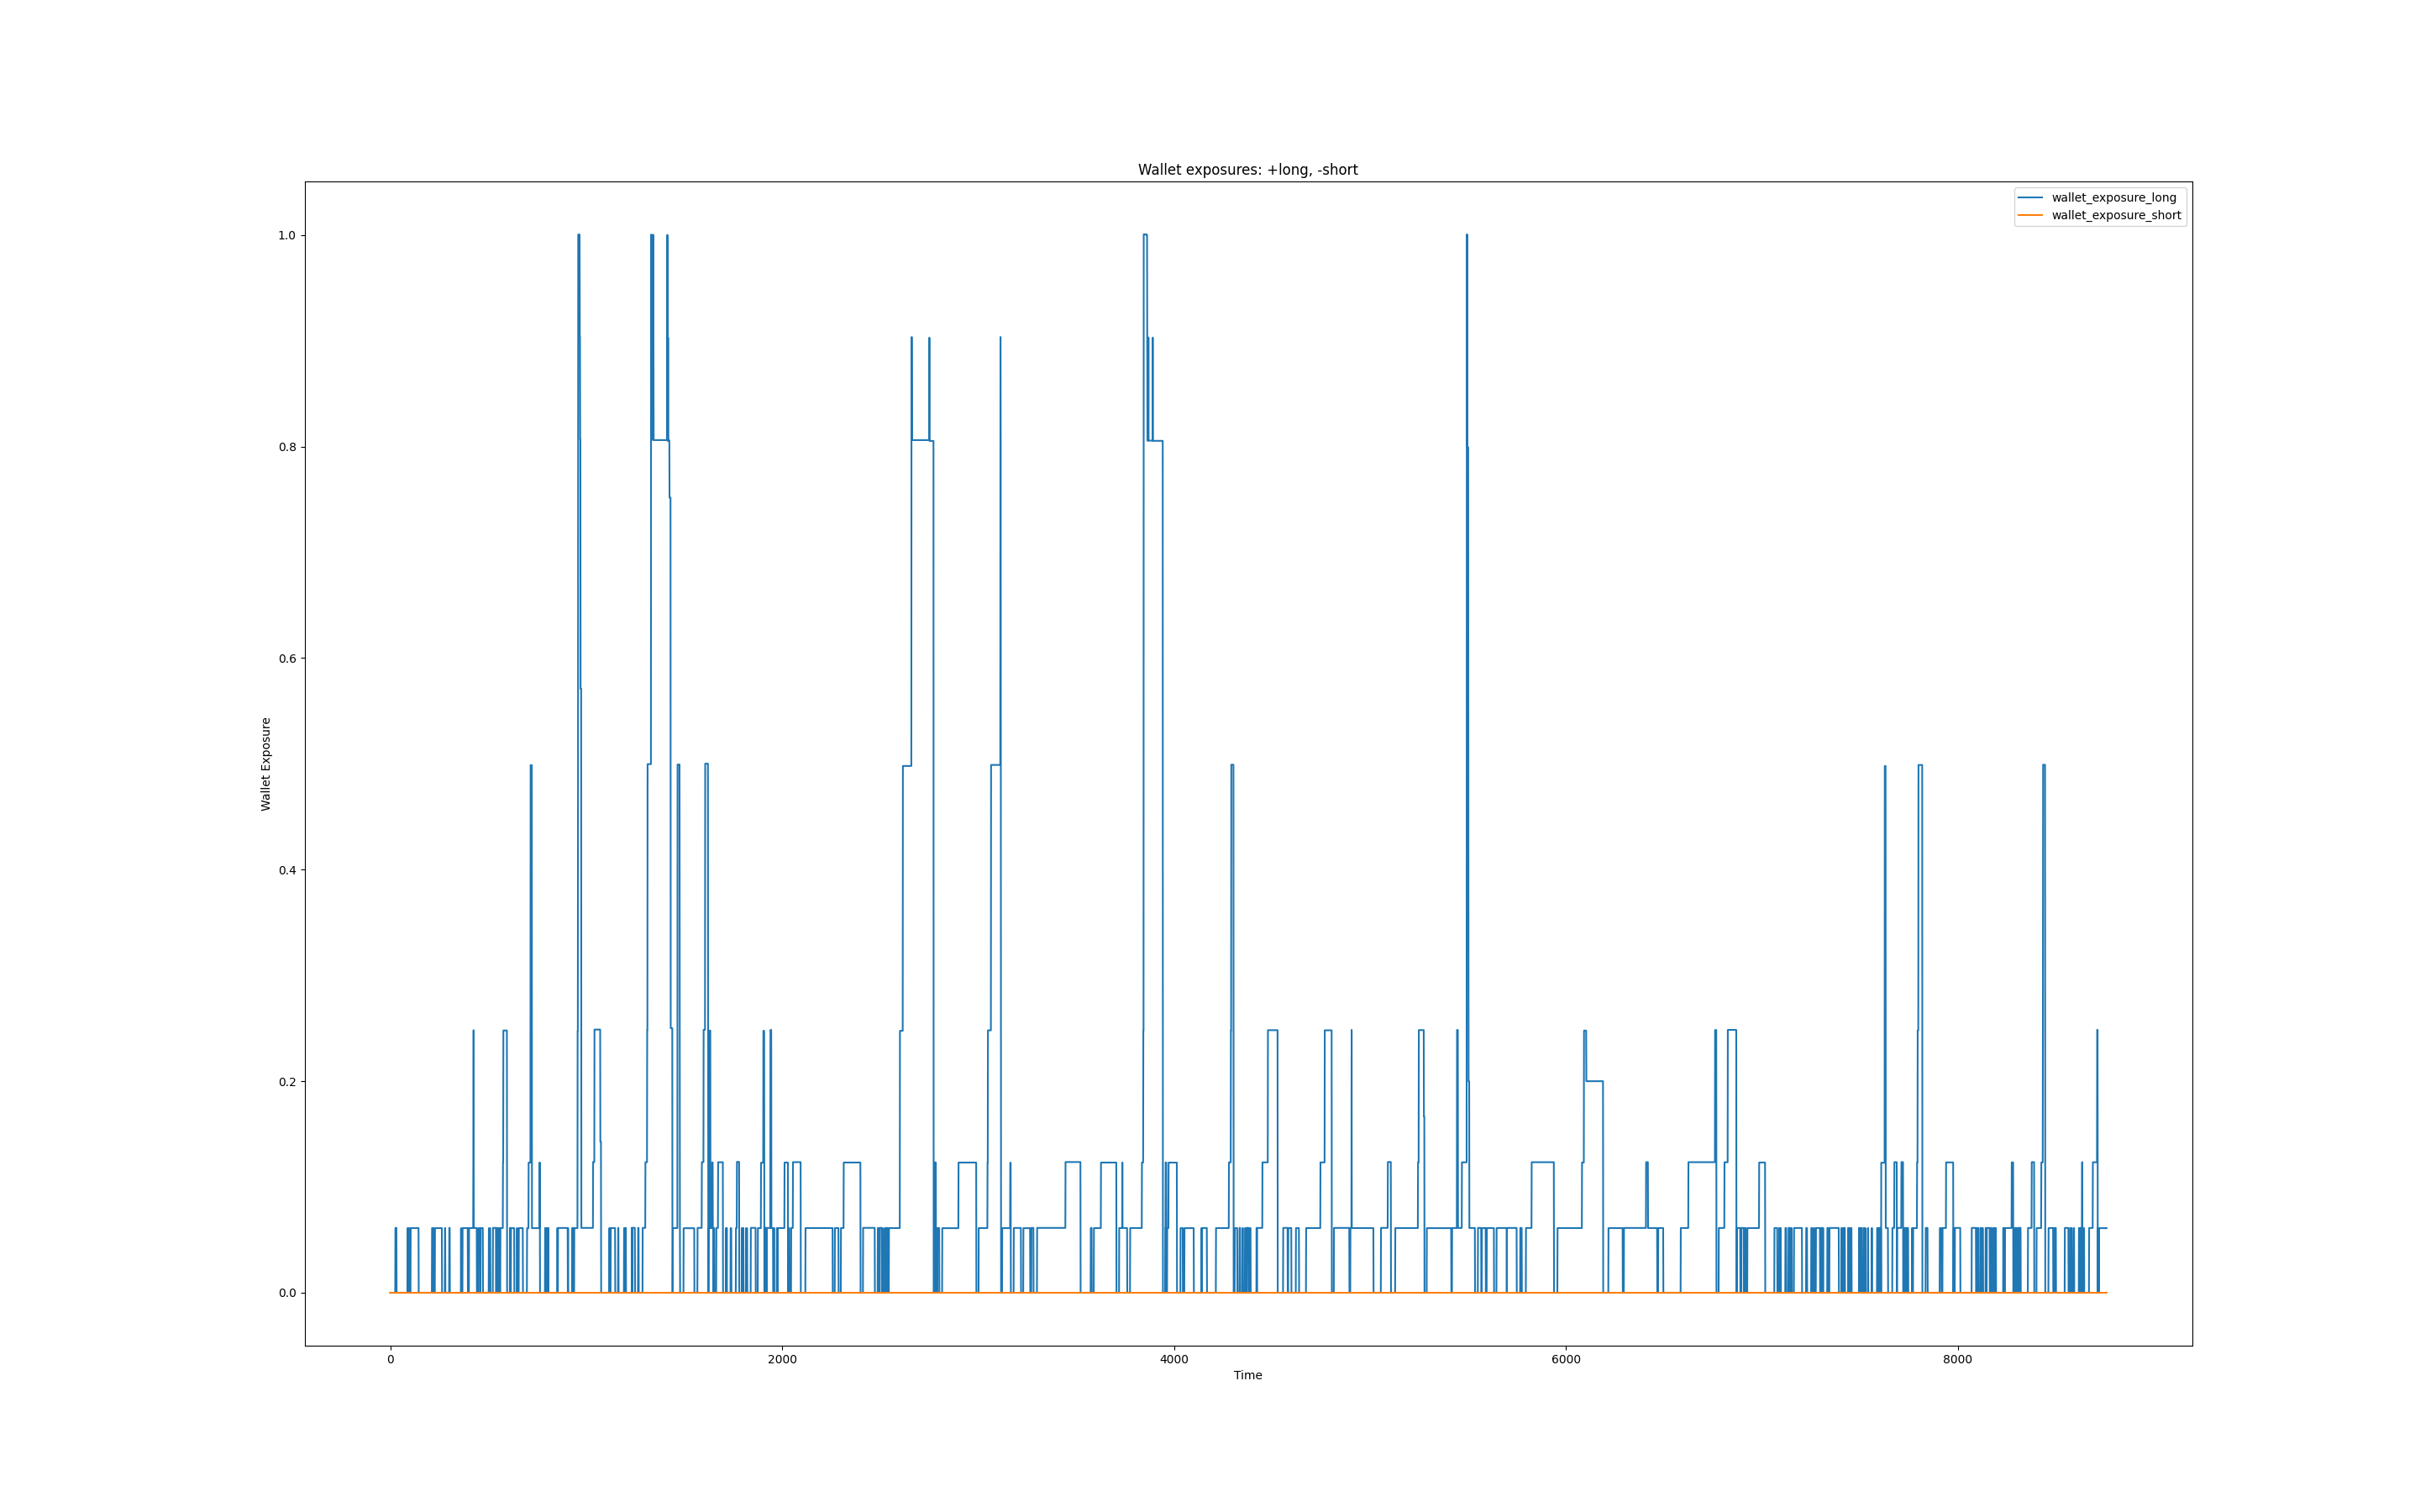 Wallet exposures: +long, -short
wallet_exposure_long
wallet_exposure_short
1.0
0.8
0.6
0.4
0.2
0.0
Wallet Exposure
0 2000 4000 6000 8000
Time